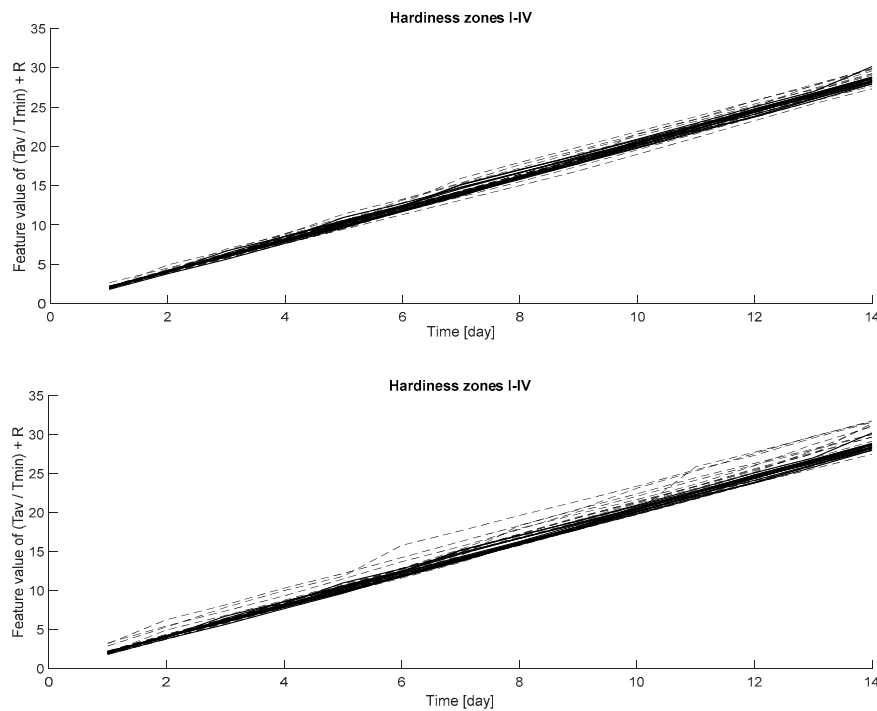 Hardiness zones I-IV
35
30
25
20
15
10
5
0
Feature value of (Tav / Tmin) + R
0 2 4 6 8 10 12 14
Time [day]
Hardiness zones I-IV
35
30
25
20
15
10
5
0
Feature value of (Tav / Tmin) + R
0 2 4 6 8 10 12 14
Time [day]